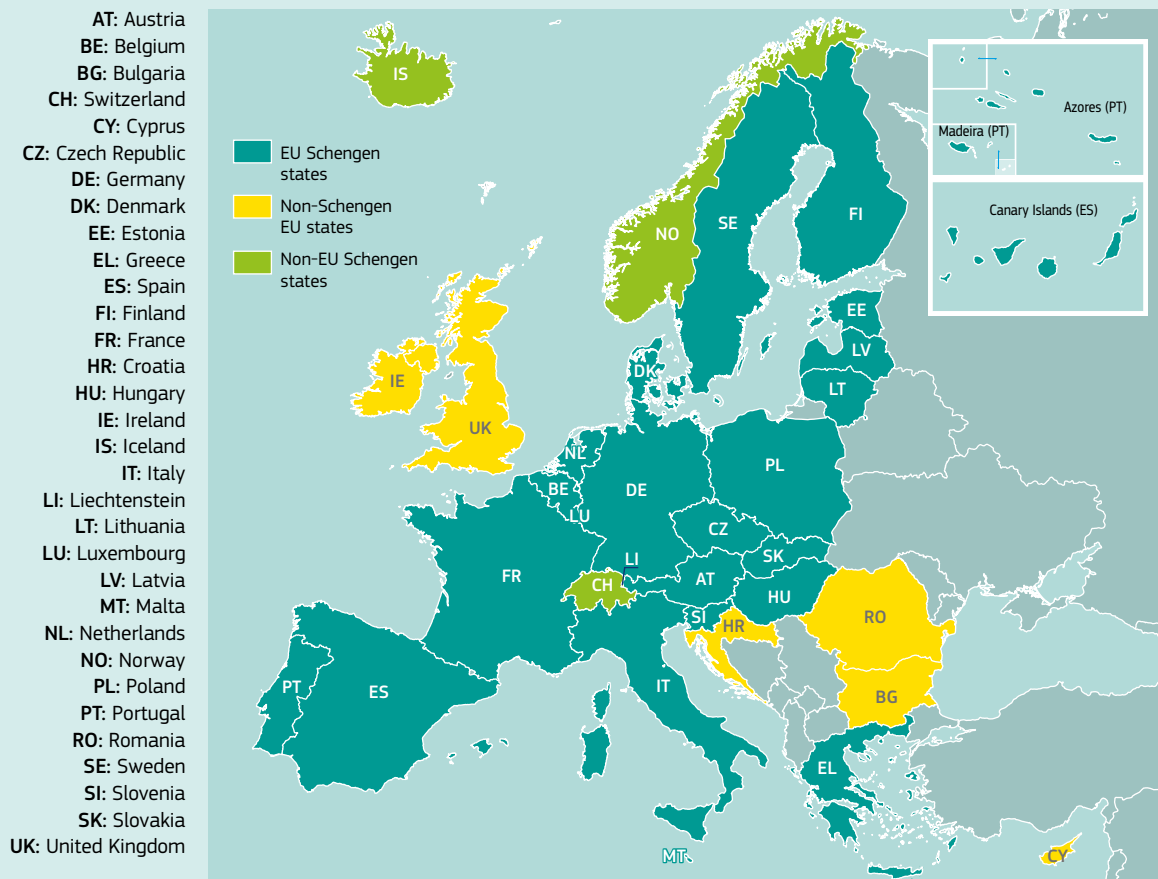 AT: Austria
BE: Belgium
BG: Bulgaria
CH: Switzerland
CY: Cyprus
CZ: Czech Republic
DE: Germany
DK: Denmark
EE: Estonia
EL: Greece
ES: Spain
FI: Finland
FR: France
HR: Croatia
HU: Hungary
IE: Ireland
IS: Iceland
IT: Italy
LI: Liechtenstein
LT: Lithuania
LU: Luxembourg
LV: Latvia
MT: Malta
NL: Netherlands
NO: Norway
PL: Poland
PT: Portugal
RO: Romania
SE: Sweden
SI: Slovenia
SK: Slovakia
UK: United Kingdom
EU Schengen
states
Non-Schengen
EU states
Non-EU Schengen
states
Azores (PT)
Madeira (PT)
Canary Islands (ES)
IS
NO
SE
FI
EE
LV
LT
DK
IE
UK
NL
BE
LU
DE
PL
CZ
SK
LI
CH
AT
HU
FR
SI
HR
RO
BG
PT
ES
IT
EL
MT
CY